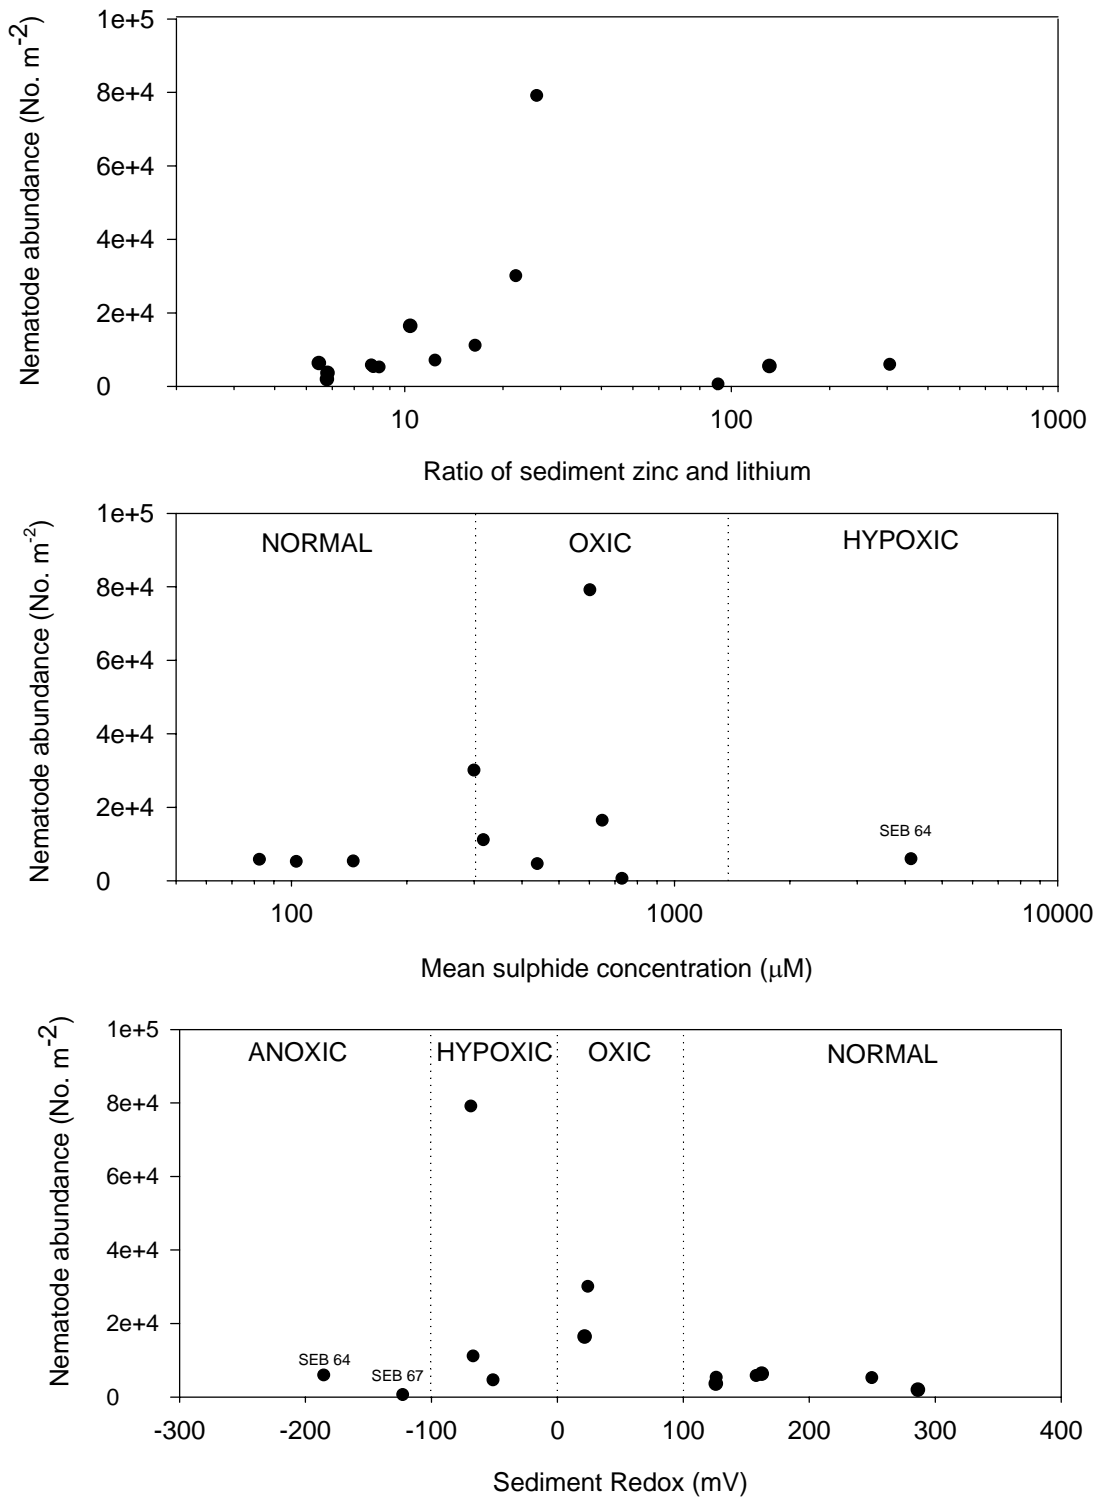 1e+5
8e+4
6e+4
4e+4
2e+4
0
Nematode abundance (No. m-2)
10 100 1000
Ratio of sediment zinc and lithium
1e+5
8e+4
6e+4
4e+4
2e+4
0
Nematode abundance (No. m-2)
NORMAL OXIC HYPOXIC
SEB 64
100 1000 10000
Mean sulphide concentration (μM)
1e+5
8e+4
6e+4
4e+4
2e+4
0
Nematode abundance (No. m-2)
ANOXIC HYPOXIC OXIC NORMAL
SEB 64
SEB 67
-300 -200 -100 0 100 200 300 400
Sediment Redox (mV)